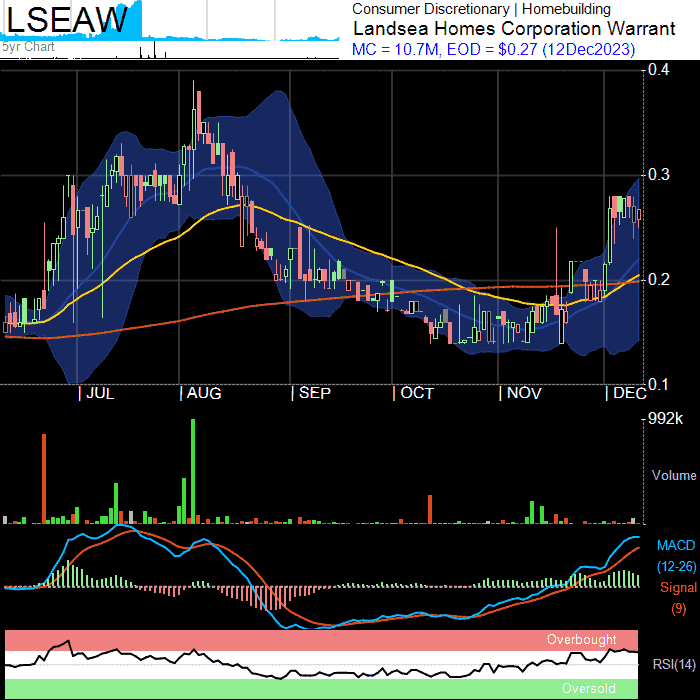 LSEAW
5yr Chart
Consumer Discretionary | Homebuilding
Landsea Homes Corporation Warrant
MC = 10.7M, EOD = $0.27 (12Dec2023)
0.4
0.3
0.2
0.1
| JUL | AUG | SEP | OCT | NOV | DEC
992k
Volume
MACD
(12-26)
Signal
(9)
Overbought
RSI(14)
Oversold